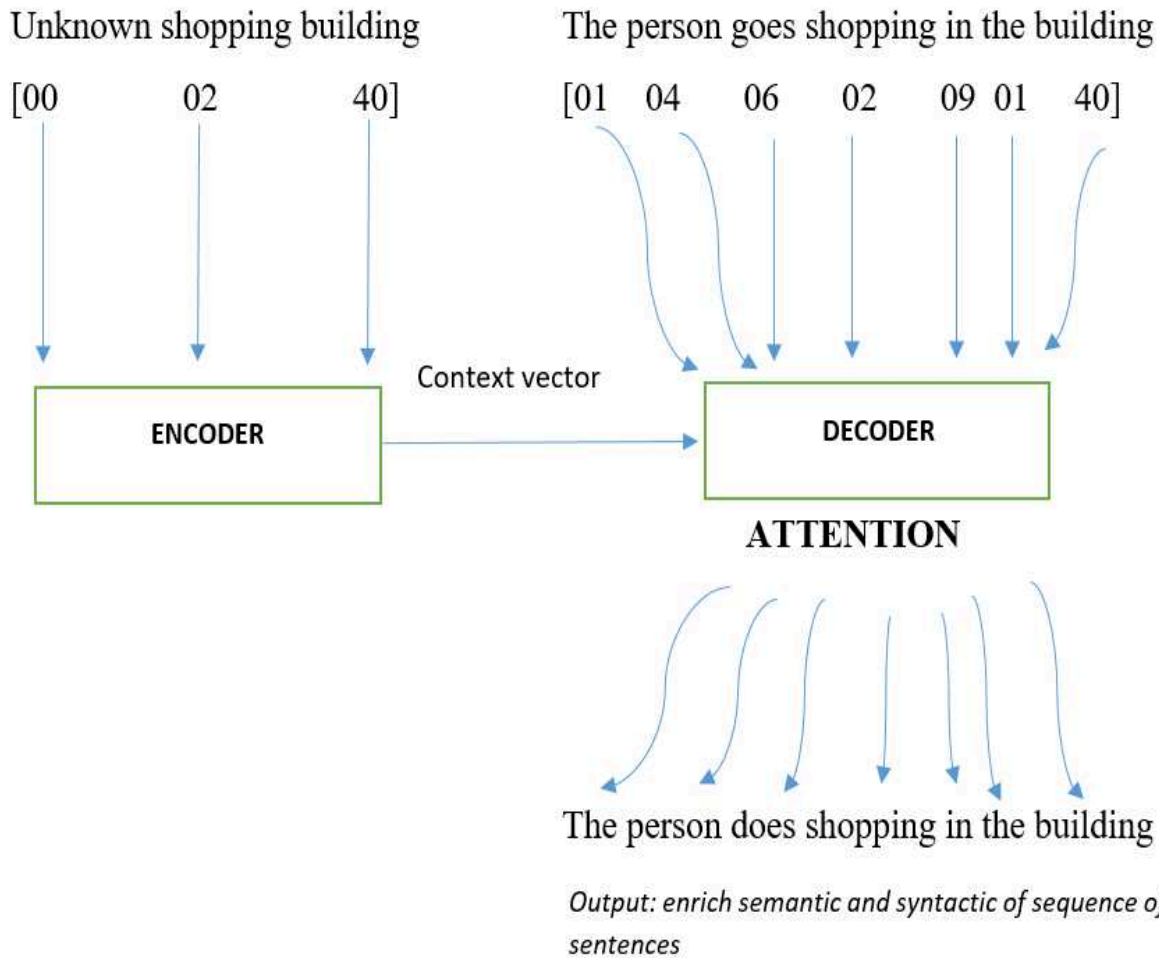 Unknown shopping building
The person goes shopping in the building
[00 02 40]
[01 04 06 02 09 01 40]
Context vector
ENCODER
DECODER
ATTENTION
The person does shopping in the building
Output: enrich semantic and syntactic of sequence of
sentences